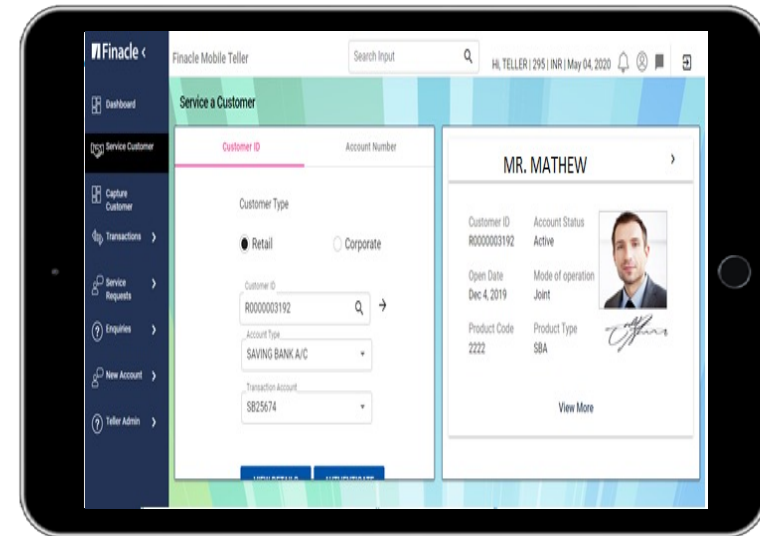 Finacle <
Finacle Mobile Teller
Search Input
Hi, TELLER | 295 | INR | May 04, 2020
Dashboard
Service Customer
Capture
Customer
Transactions >
Service
Requests >
? Enquiries >
New Account >
? Teller Admin >
Service a Customer
Customer ID
Account Number
Customer Type
Retail
Corporate
Customer ID
R0000003192 →
Account Type
SAVING BANK A/C
Transaction Account
SB25674
VIEW DETAILS AUTHENTICATE
MR. MATHEW >
Customer ID Account Status
R0000003192 Active
Open Date Mode of operation
Dec 4, 2019 Joint
Product Code Product Type
2222 SBA
View More